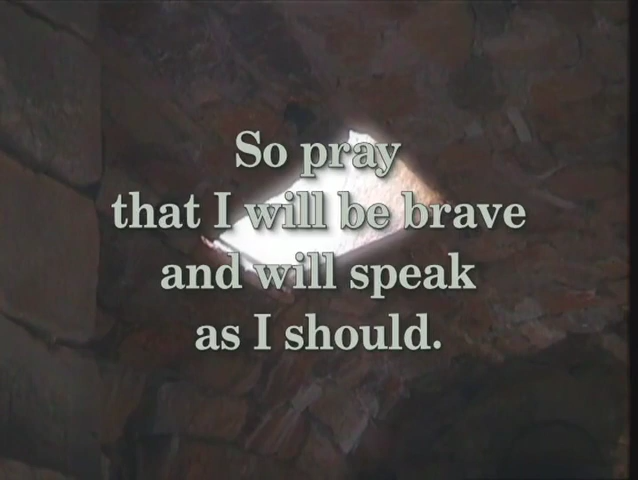 So pray
that I will be brave
and will speak
as I should.